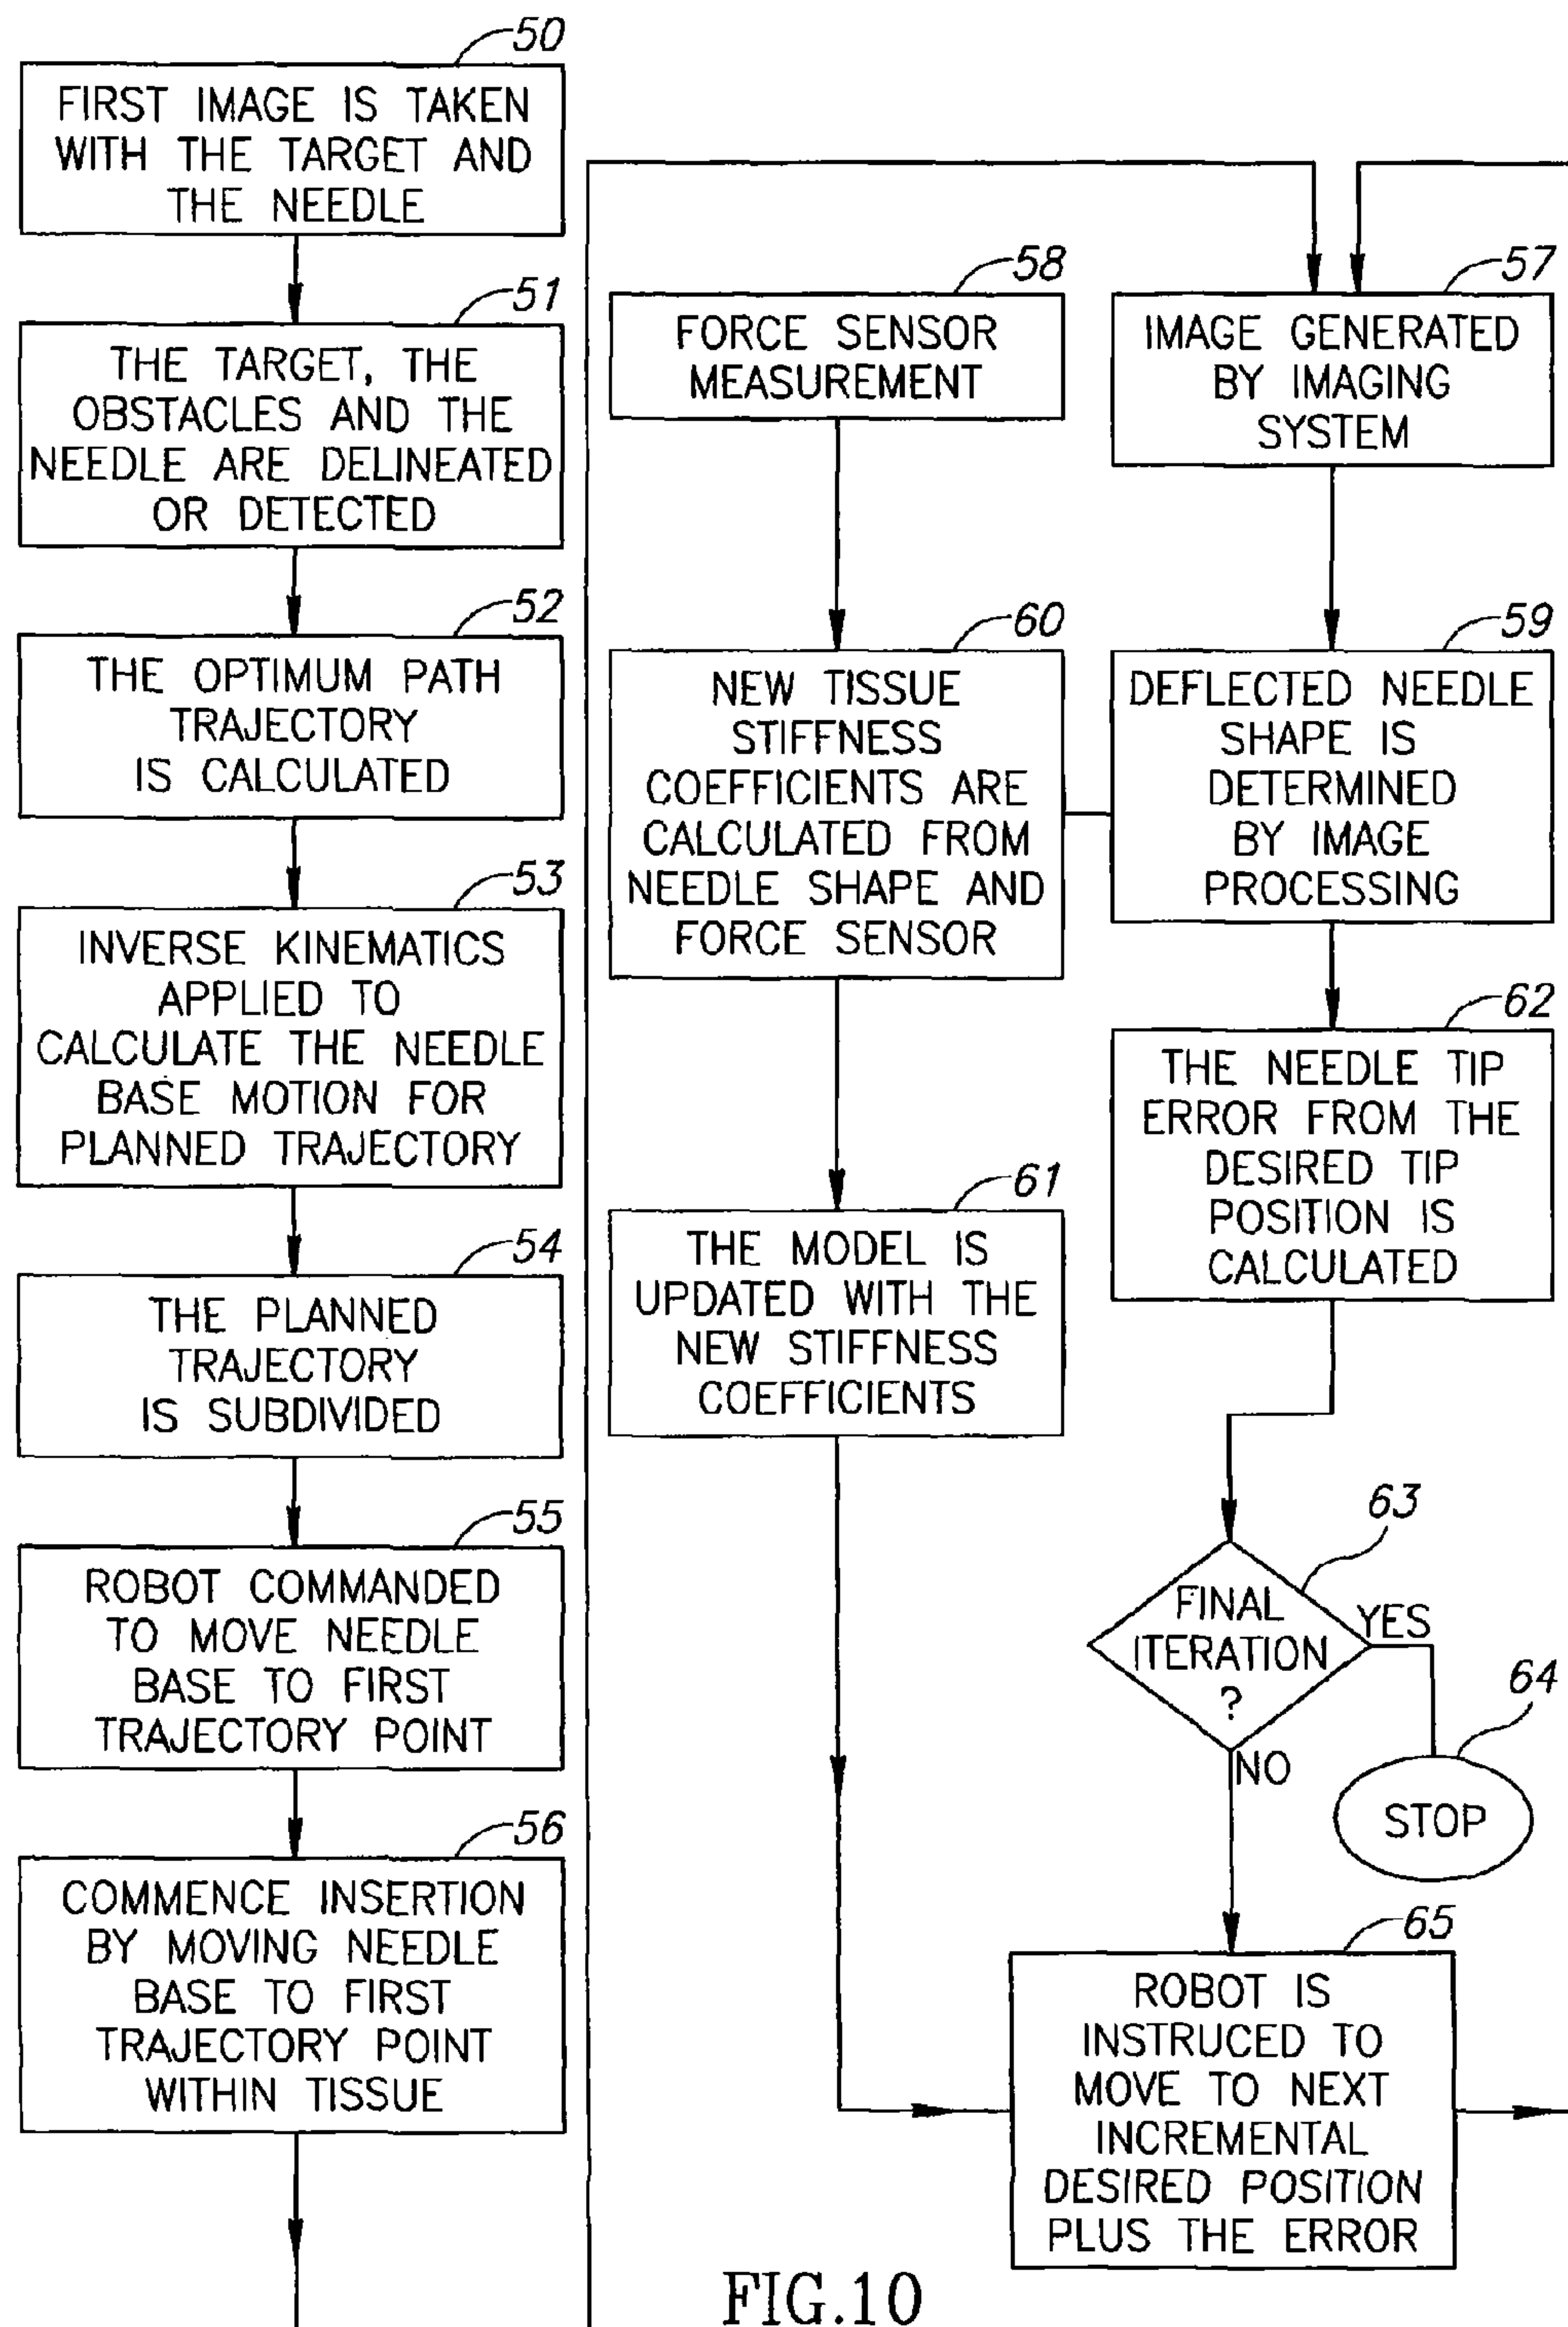 50
FIRST IMAGE IS TAKEN
WITH THE TARGET AND
THE NEEDLE
51
THE TARGET, THE
OBSTACLES AND THE
NEEDLE ARE DELINEATED
OR DETECTED
52
THE OPTIMUM PATH
TRAJECTORY
IS CALCULATED
53
INVERSE KINEMATICS
APPLIED TO
CALCULATE THE NEEDLE
BASE MOTION FOR
PLANNED TRAJECTORY
54
THE PLANNED
TRAJECTORY
IS SUBDIVIDED
55
ROBOT COMMANDED
TO MOVE NEEDLE
BASE TO FIRST
TRAJECTORY POINT
56
COMMENCE INSERTION
BY MOVING NEEDLE
BASE TO FIRST
TRAJECTORY POINT
WITHIN TISSUE
58
FORCE SENSOR
MEASUREMENT
60
NEW TISSUE
STIFFNESS
COEFFICIENTS ARE
CALCULATED FROM
NEEDLE SHAPE AND
FORCE SENSOR
61
THE MODEL IS
UPDATED WITH THE
NEW STIFFNESS
COEFFICIENTS
57
IMAGE GENERATED
BY IMAGING
SYSTEM
59
DEFLECTED NEEDLE
SHAPE IS
DETERMINED
BY IMAGE
PROCESSING
62
THE NEEDLE TIP
ERROR FROM THE
DESIRED TIP
POSITION IS
CALCULATED
63
FINAL
ITERATION
?
YES
NO
64
STOP
65
ROBOT IS
INSTRUCED TO
MOVE TO NEXT
INCREMENTAL
DESIRED POSITION
PLUS THE ERROR
FIG.10